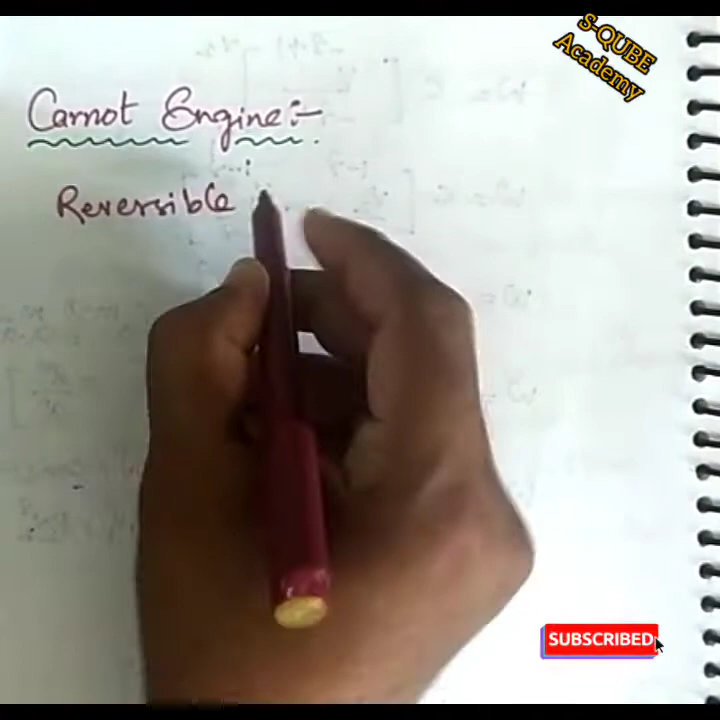 S-QUBE
Academy
Carnot Engine:-
Reversible
SUBSCRIBED